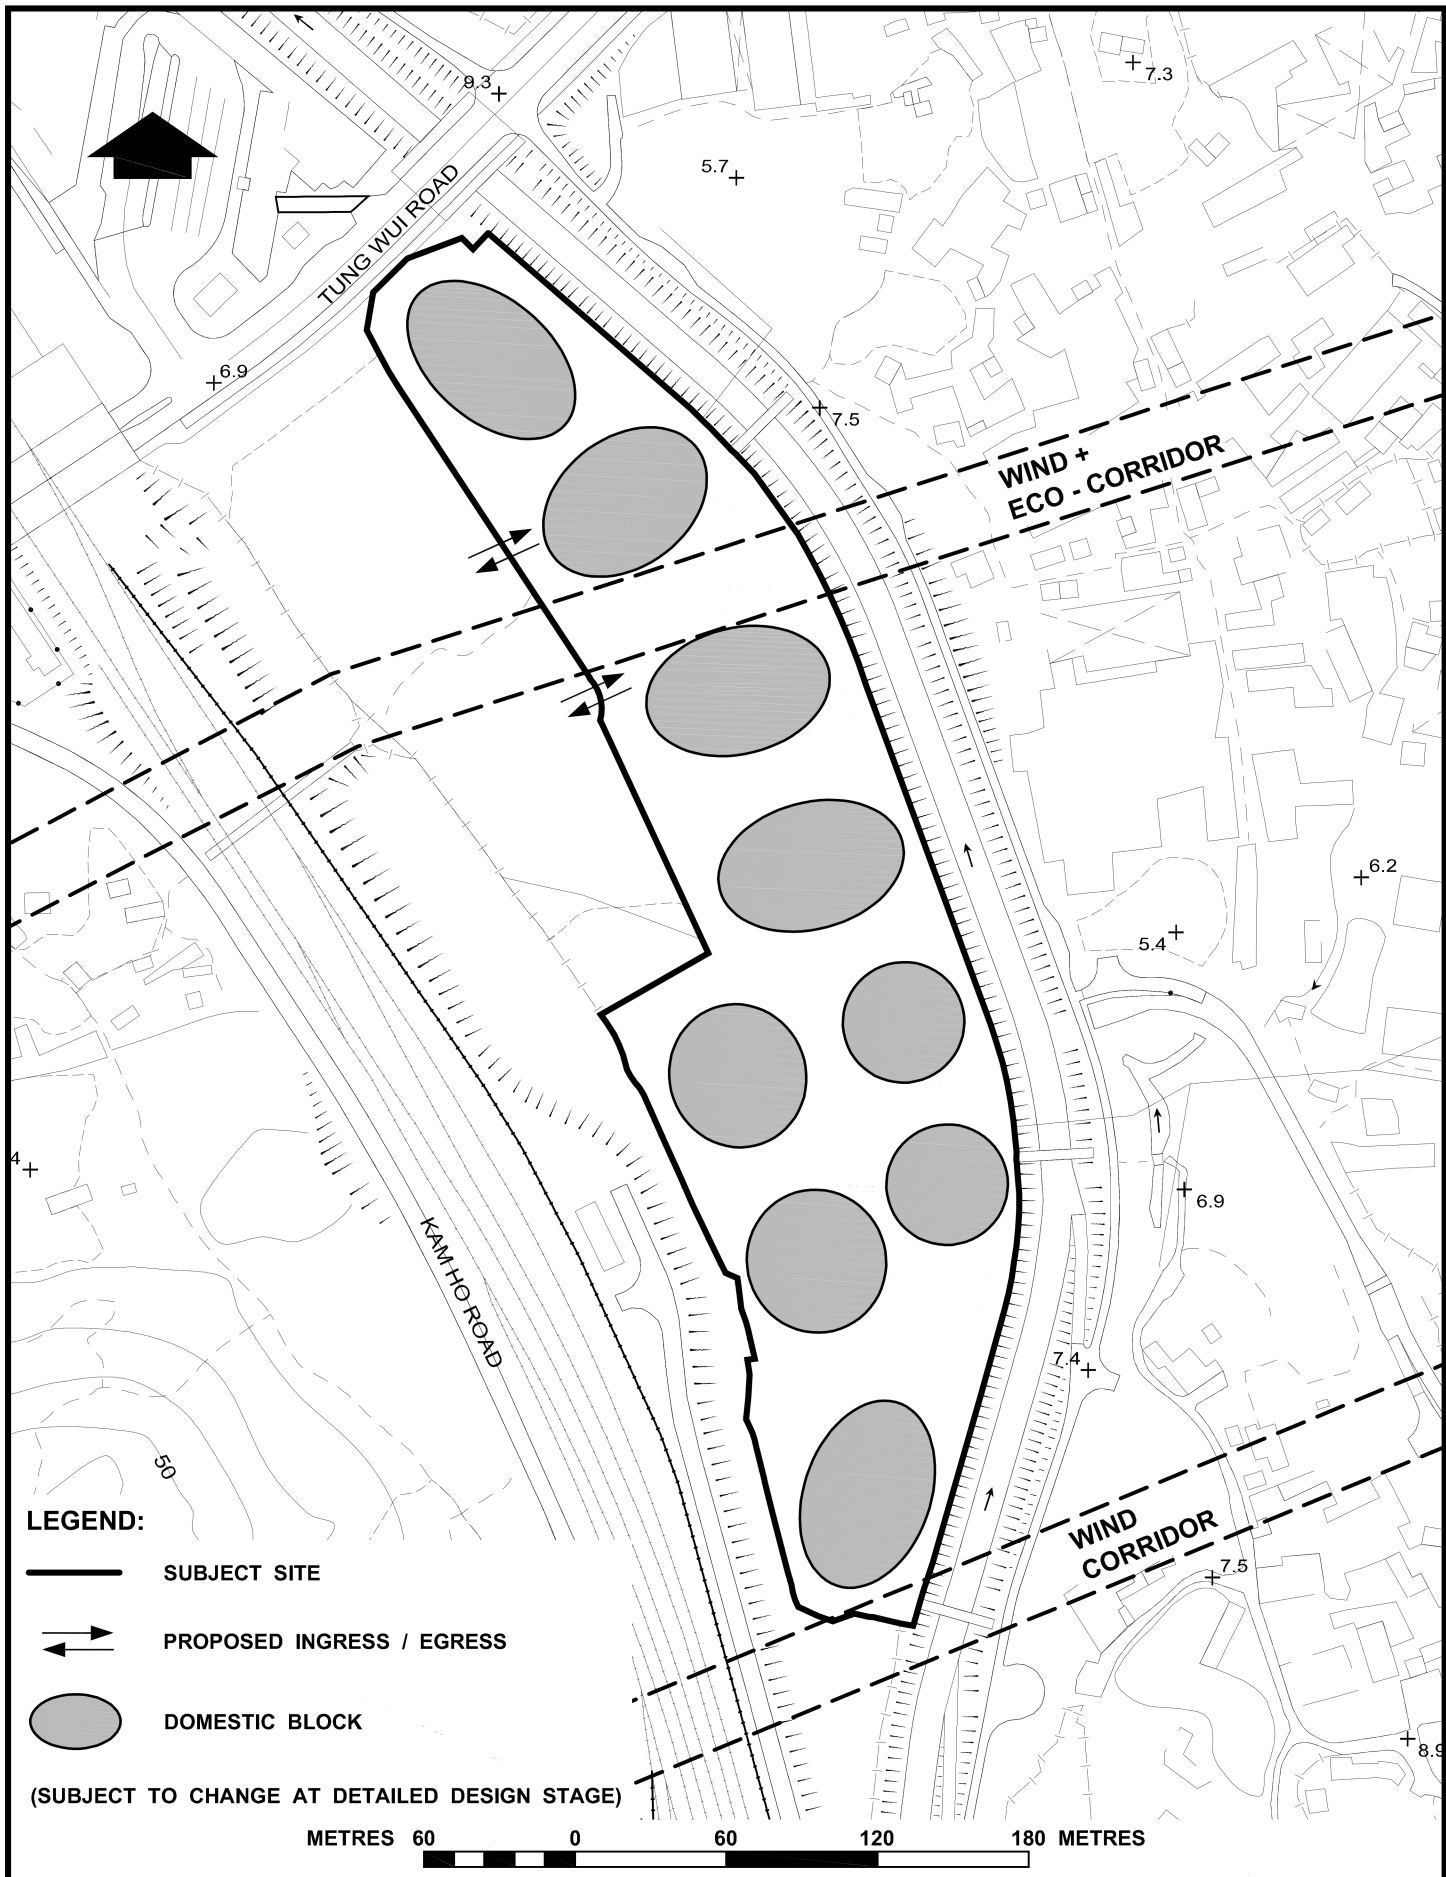 9.3
7.3
5.7
TUNG WUI ROAD
6.9
7.5
WIND +
ECO - CORRIDOR
6.2
5.4
4
6.9
KAM HO ROAD
7.4
50
WIND
CORRIDOR
7.5
8.9
LEGEND:
SUBJECT SITE
PROPOSED INGRESS / EGRESS
DOMESTIC BLOCK
(SUBJECT TO CHANGE AT DETAILED DESIGN STAGE)
METRES 60 0 60 120 180 METRES